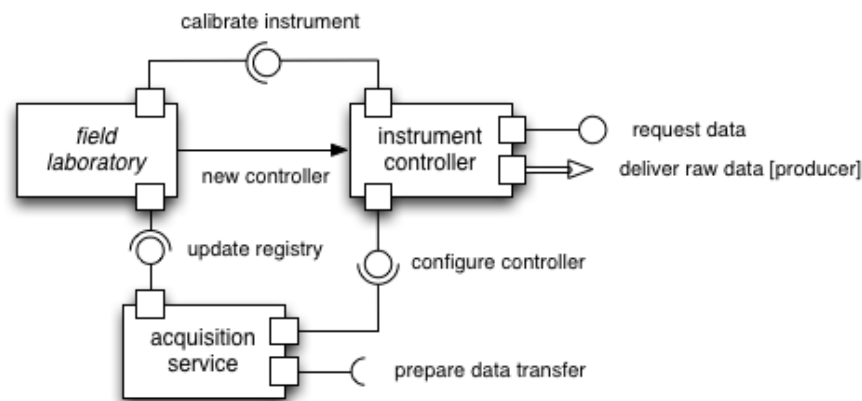 calibrate instrument
field
laboratory
new controller
instrument
controller
request data
deliver raw data [producer]
update registry
configure controller
acquisition
service
prepare data transfer